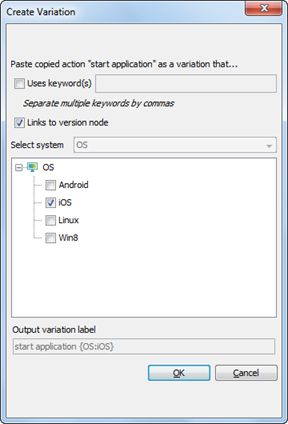 Create Variation
Paste copied action "start application" as a variation that...
Uses keyword(s)
Separate multiple keywords by commas
Links to version node
Select system OS
OS
Android
iOS
Linux
Win8
Output variation label
start application {OS:iOS}
OK Cancel